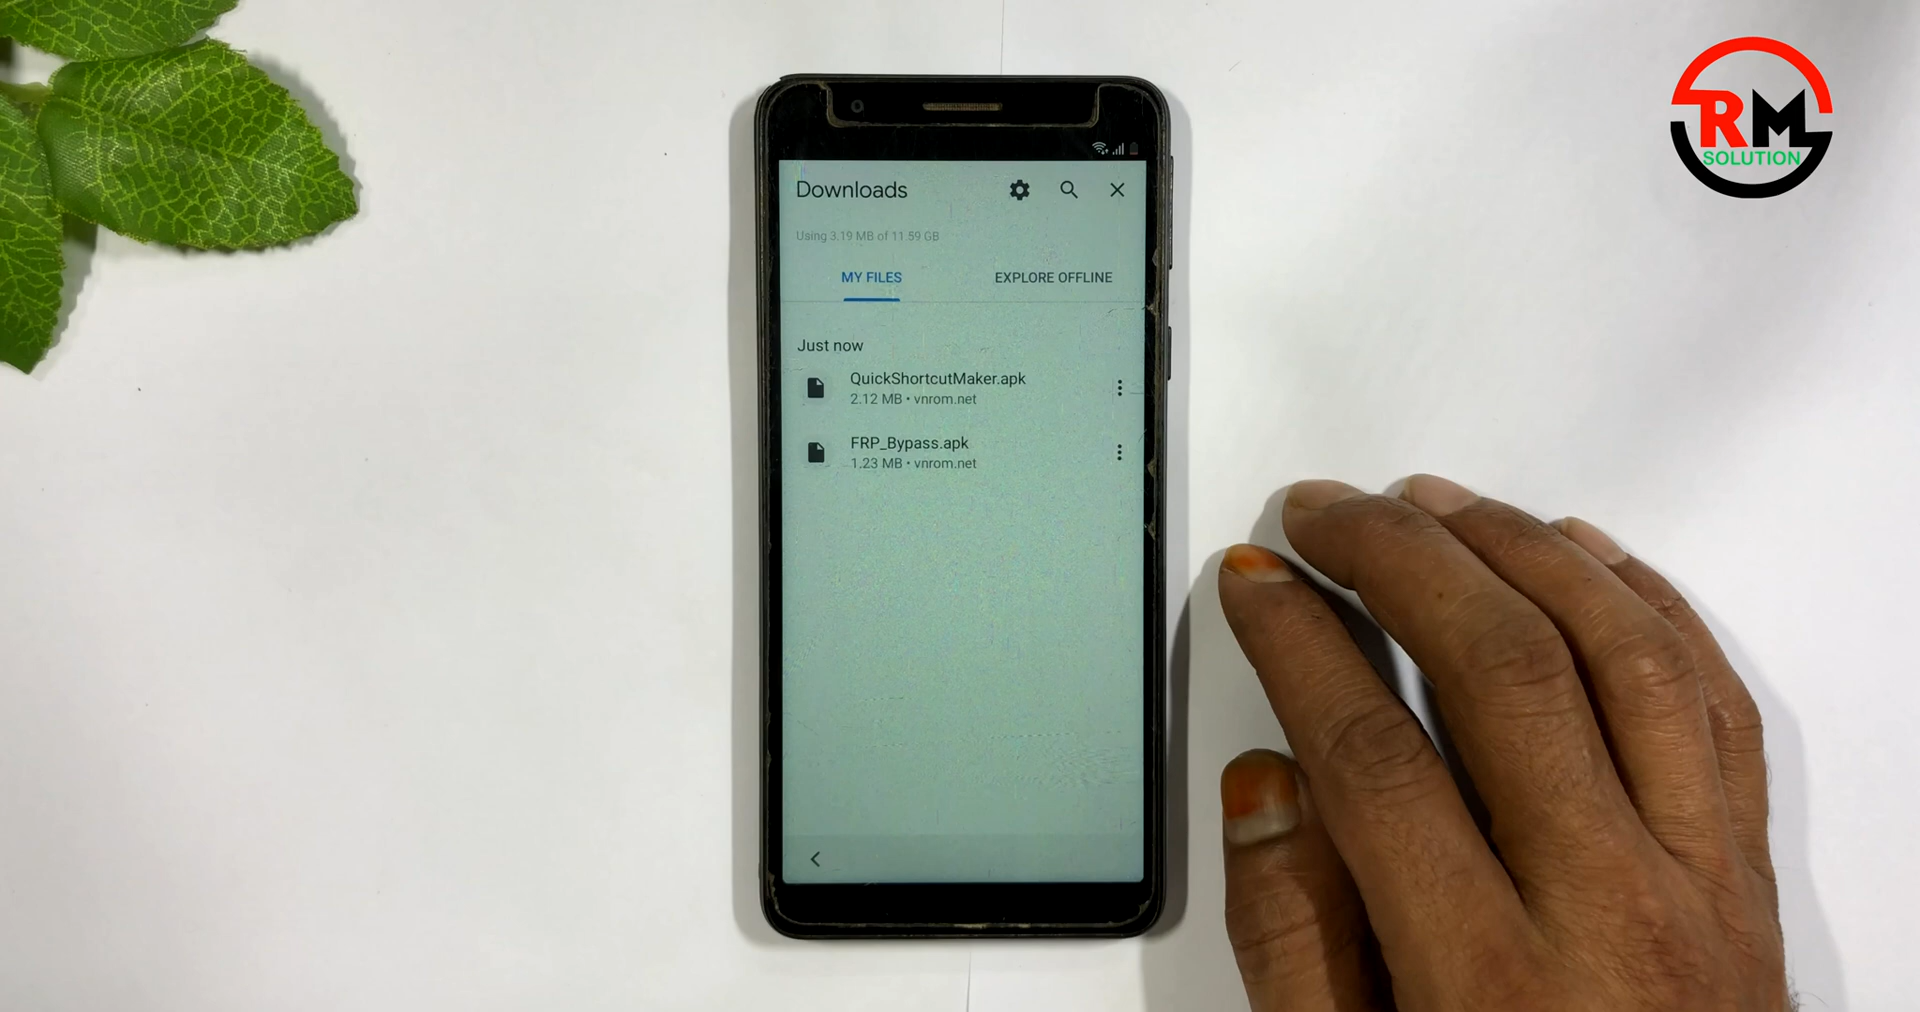 RM
SOLUTION
Downloads
Using 3.19 MB of 11.59 GB
MY FILES
EXPLORE OFFLINE
Just now
QuickShortcutMaker.apk
2.12 MB • vnrom.net
FRP_Bypass.apk
1.23 MB • vnrom.net